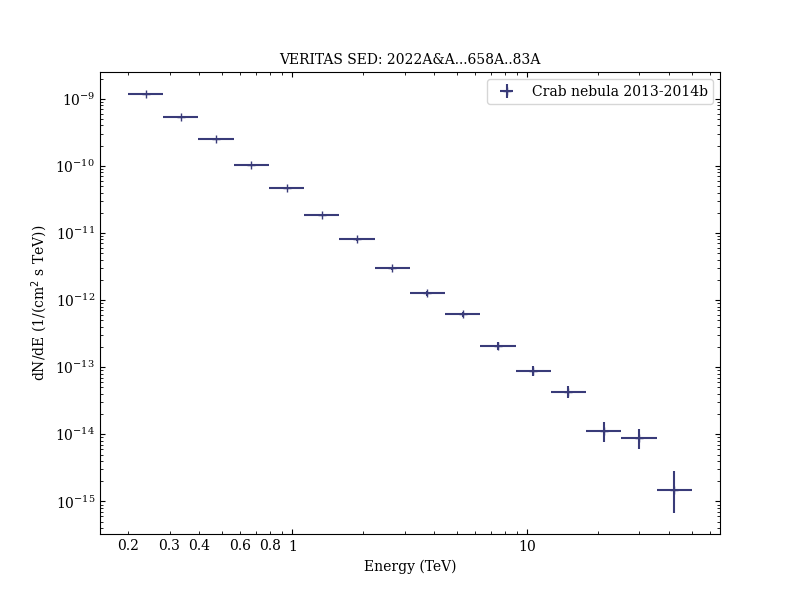 VERITAS SED: 2022A&A...658A..83A
Crab nebula 2013-2014b
dN/dE (1/(cm² s TeV))
10⁻⁹
10⁻¹⁰
10⁻¹¹
10⁻¹²
10⁻¹³
10⁻¹⁴
10⁻¹⁵
0.2 0.3 0.4 0.6 0.8 1 10
Energy (TeV)